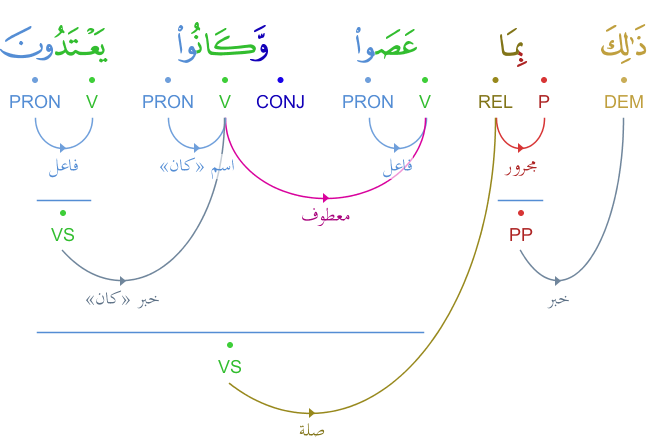 ذَٰلِكَ بِمَا عَصَوا۟ وَّكَانُوا۟ يَعْتَدُونَ
DEM P REL V PRON CONJ V PRON V PRON
مجرور فاعل اسم «كان» فاعل
معطوف
PP VS
خبر خبر «كان»
VS
صلة